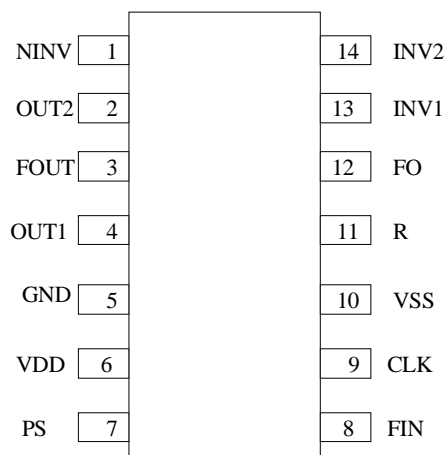 NINV 1 14 INV2
OUT2 2 13 INV1
FOUT 3 12 FO
OUT1 4 11 R
GND 5 10 VSS
VDD 6 9 CLK
PS 7 8 FIN